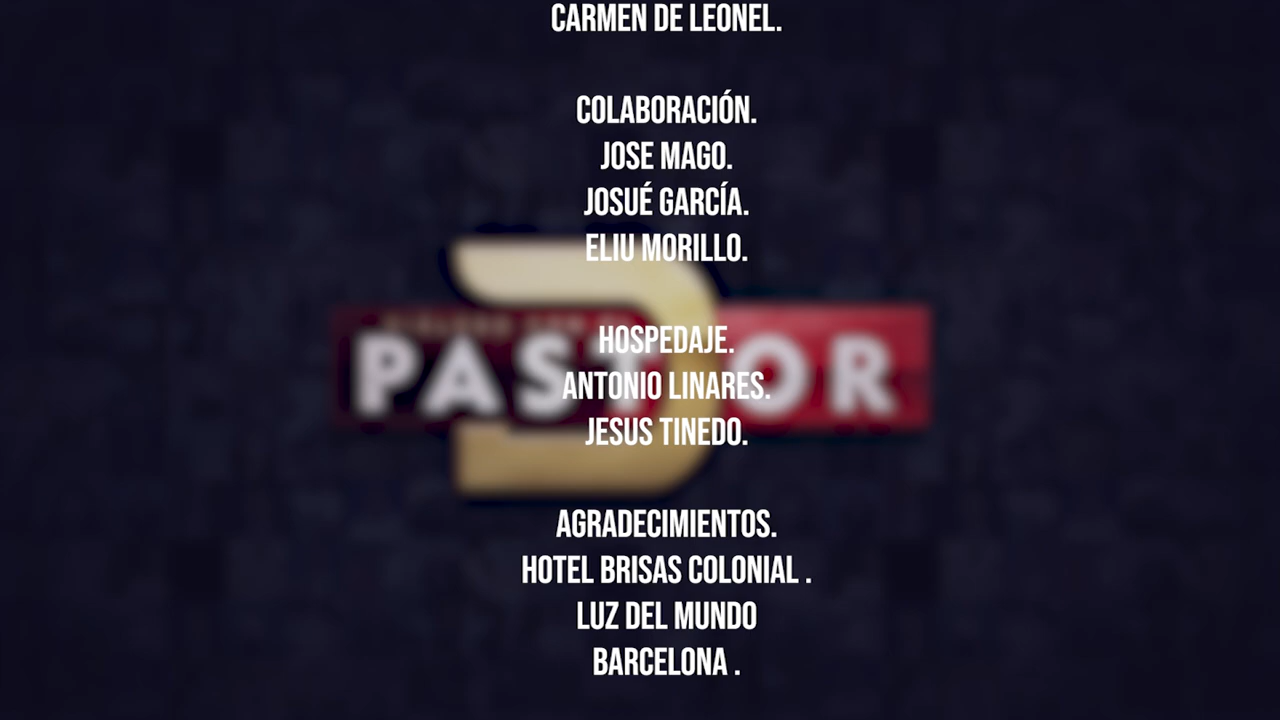 CARMEN DE LEONEL.
COLABORACIÓN.
JOSE MAGO.
JOSUÉ GARCÍA.
ELIU MORILLO.
HOSPEDAJE.
ANTONIO LINARES.
JESUS TINEDO.
AGRADECIMIENTOS.
HOTEL BRISAS COLONIAL .
LUZ DEL MUNDO
BARCELONA .
PASTOR